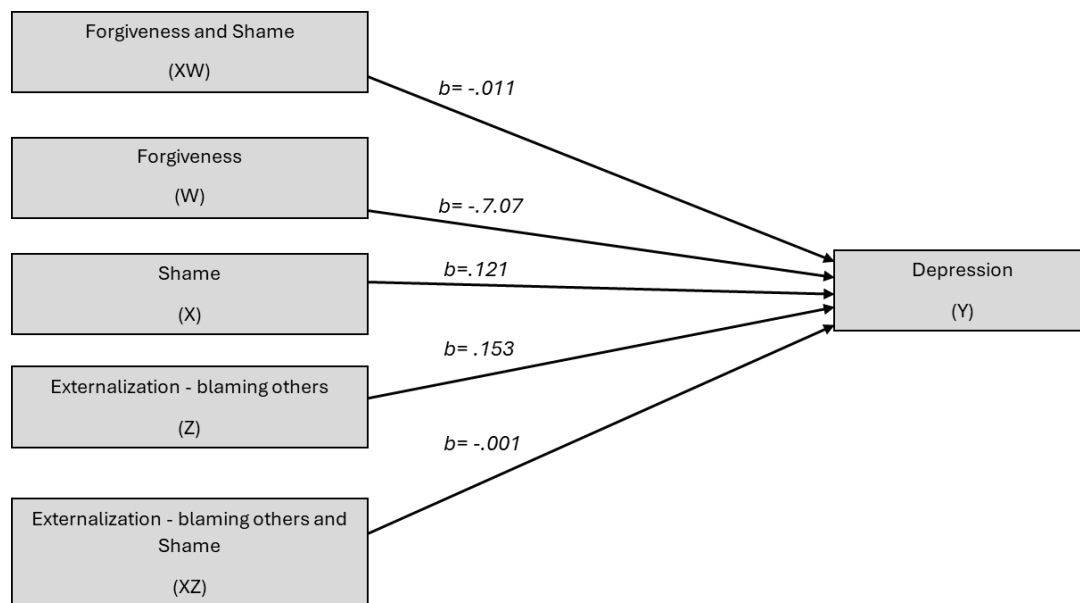 Forgiveness and Shame
(XW)
b= -.011
Forgiveness
(W)
b= -.7.07
Shame
(X)
b=.121
Depression
(Y)
Externalization - blaming others
(Z)
b= .153
b= -.001
Externalization - blaming others and
Shame
(XZ)